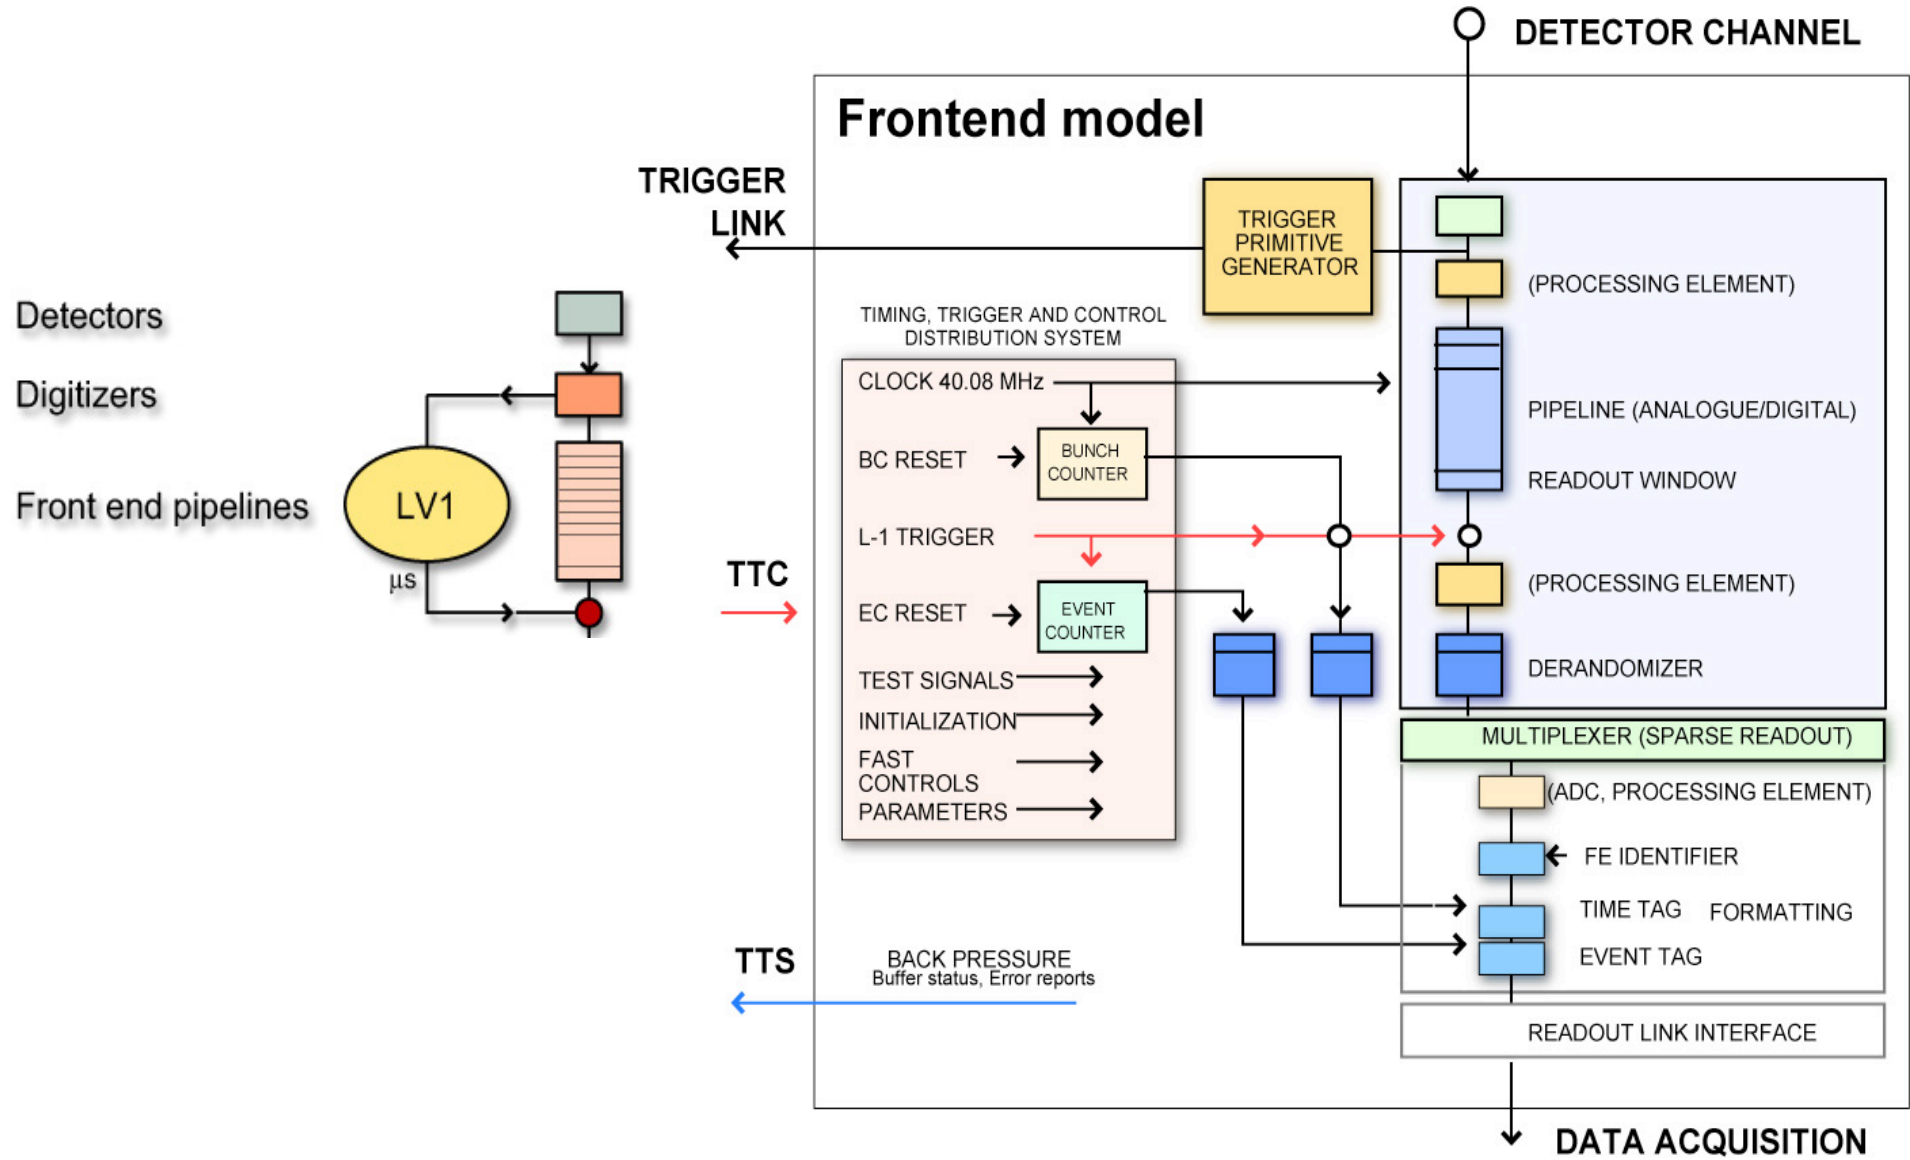 DETECTOR CHANNEL
Frontend model
TRIGGER
LINK
TRIGGER
PRIMITIVE
GENERATOR
(PROCESSING ELEMENT)
Detectors
TIMING, TRIGGER AND CONTROL
DISTRIBUTION SYSTEM
CLOCK 40.08 MHz
Digitizers
PIPELINE (ANALOGUE/DIGITAL)
BC RESET
BUNCH
COUNTER
READOUT WINDOW
Front end pipelines
LV1
L-1 TRIGGER
μs
TTC
(PROCESSING ELEMENT)
EC RESET
EVENT
COUNTER
DERANDOMIZER
TEST SIGNALS
INITIALIZATION
MULTIPLEXER (SPARSE READOUT)
FAST
CONTROLS
(ADC, PROCESSING ELEMENT)
PARAMETERS
FE IDENTIFIER
TIME TAG FORMATTING
EVENT TAG
TTS
BACK PRESSURE
Buffer status, Error reports
READOUT LINK INTERFACE
DATA ACQUISITION